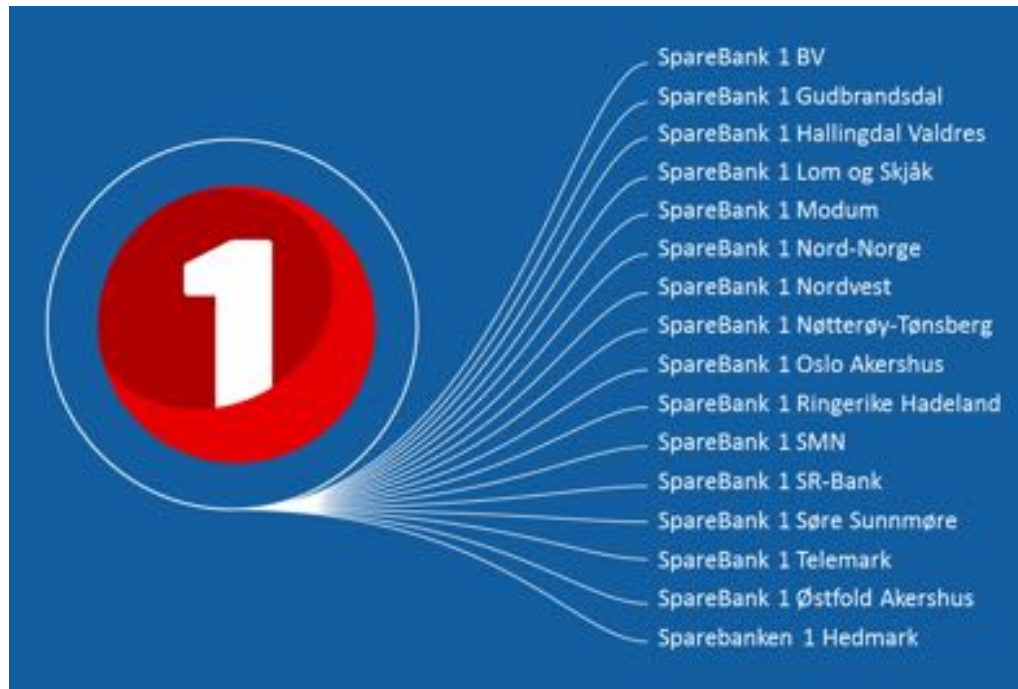 1
SpareBank 1 BV
SpareBank 1 Gudbrandsdal
SpareBank 1 Hallingdal Valdres
SpareBank 1 Lom og Skjåk
SpareBank 1 Modum
SpareBank 1 Nord-Norge
SpareBank 1 Nordvest
SpareBank 1 Nøtterøy-Tønsberg
SpareBank 1 Oslo Akershus
SpareBank 1 Ringerike Hadeland
SpareBank 1 SMN
SpareBank 1 SR-Bank
SpareBank 1 Søre Sunnmøre
SpareBank 1 Telemark
SpareBank 1 Østfold Akershus
Sparebanken 1 Hedmark